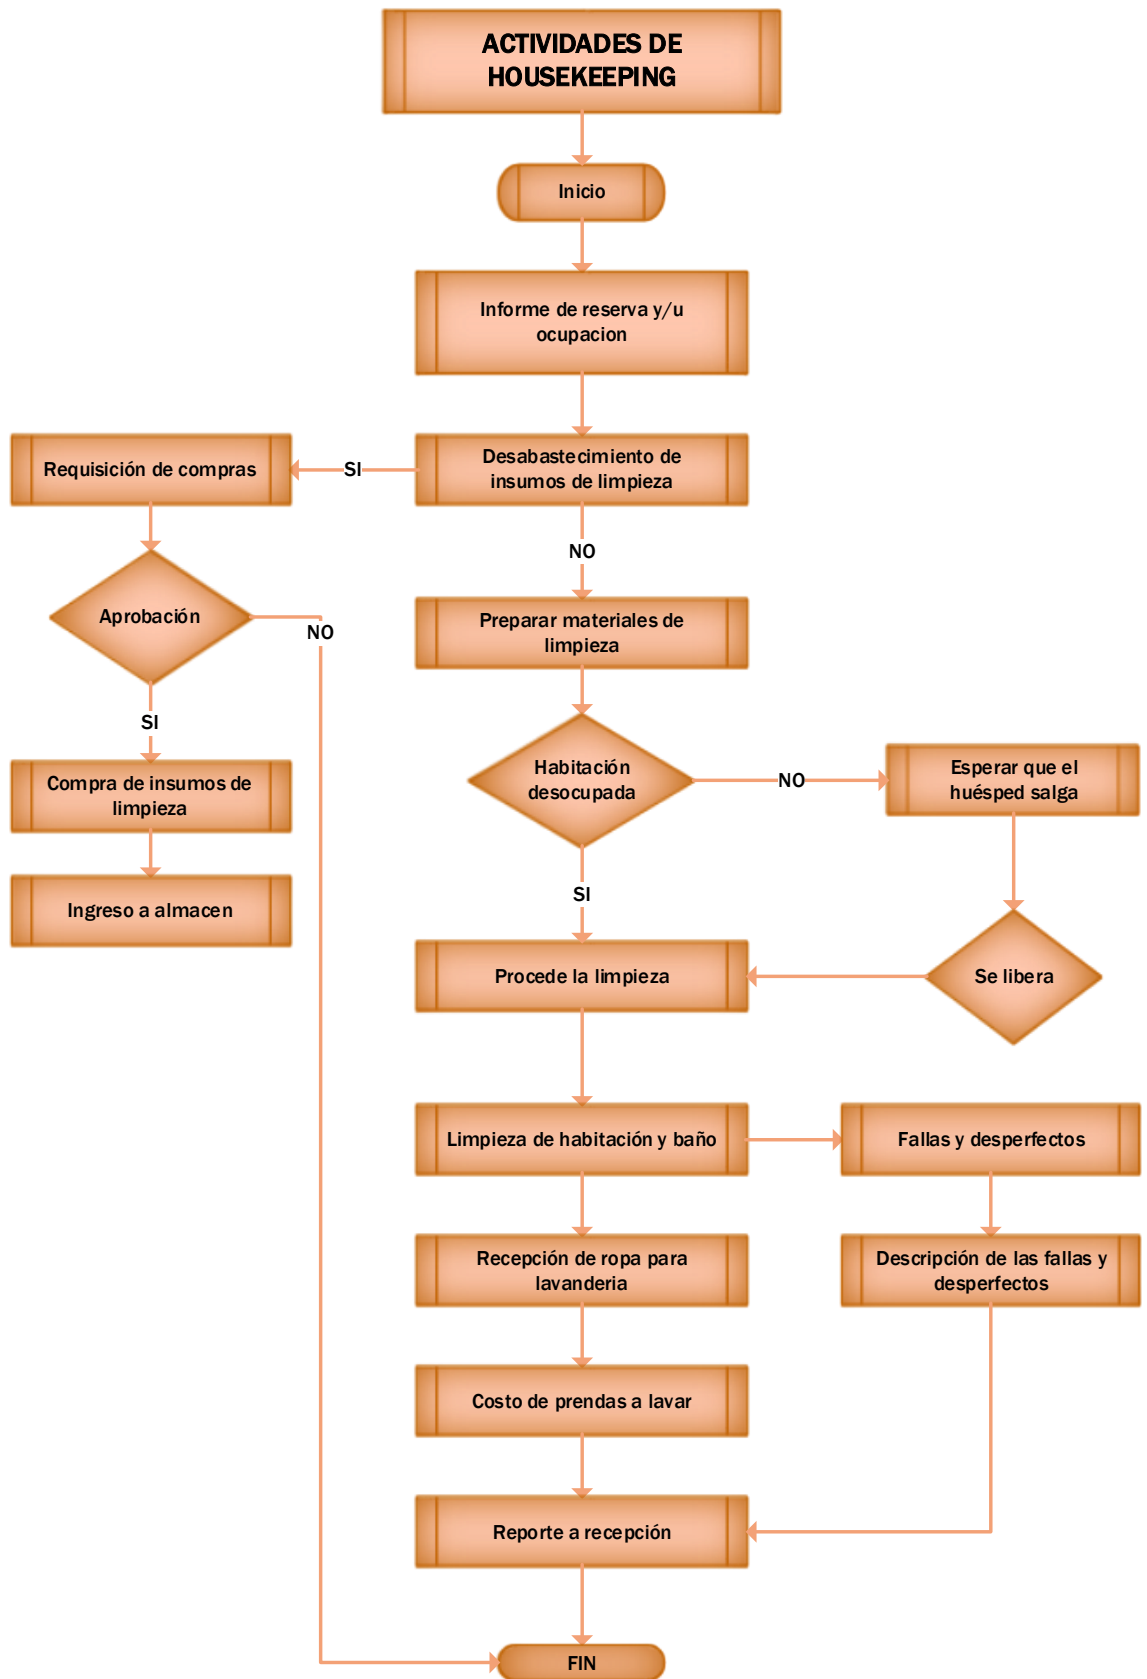 ACTIVIDADES DE
HOUSEKEEPING
Inicio
Informe de reserva y/u
ocupacion
Desabastecimiento de
insumos de limpieza
SI
Requisición de compras
Aprobación
NO
SI
Compra de insumos de
limpieza
Ingreso a almacen
NO
Preparar materiales de
limpieza
Habitación
desocupada
NO
Esperar que el
huésped salga
Se libera
SI
Procede la limpieza
Limpieza de habitación y baño
Fallas y desperfectos
Descripción de las fallas y
desperfectos
Recepción de ropa para
lavanderia
Costo de prendas a lavar
Reporte a recepción
FIN